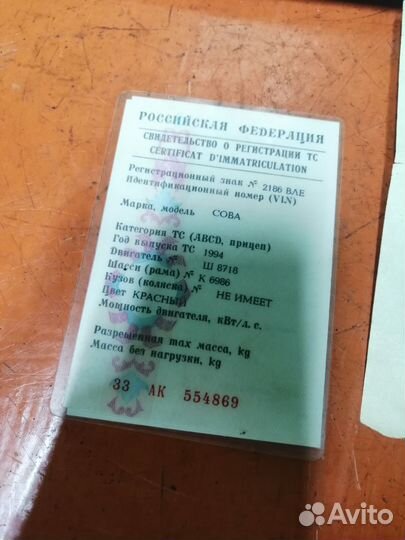 РОССИЙСКАЯ ФЕДЕРАЦИЯ
СВИДЕТЕЛЬСТВО О РЕГИСТРАЦИИ ТС
CERTIFICAT D'IMMATRICULATION
Регистрационный знак № 2186 ВЛЕ
Идентификационный номер (VIN)
Марка, модель СОВА
Категория ТС (ABCD, прицеп)
Год выпуска ТС 1994
Двигатель № Ш 8718
Шасси (рама) № К 6986
Кузов (коляска) № НЕ ИМЕЕТ
Цвет КРАСНЫЙ
Мощность двигателя, кВт/л. с.
Разрешенная max масса, kg
Масса без нагрузки, kg
33 АК 554869
Avito